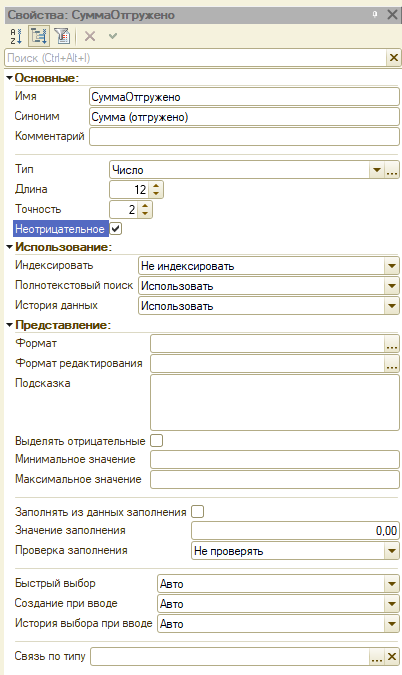 Свойства: СуммаОтгружено
Поиск (Ctrl+Alt+I)
Основные:
Имя СуммаОтгружено
Синоним Сумма (отгружено)
Комментарий
Тип Число
Длина 12
Точность 2
Неотрицательное
Использование:
Индексировать Не индексировать
Полнотекстовый поиск Использовать
История данных Использовать
Представление:
Формат
Формат редактирования
Подсказка
Выделять отрицательные
Минимальное значение
Максимальное значение
Заполнять из данных заполнения
Значение заполнения 0,00
Проверка заполнения Не проверять
Быстрый выбор Авто
Создание при вводе Авто
История выбора при вводе Авто
Связь по типу